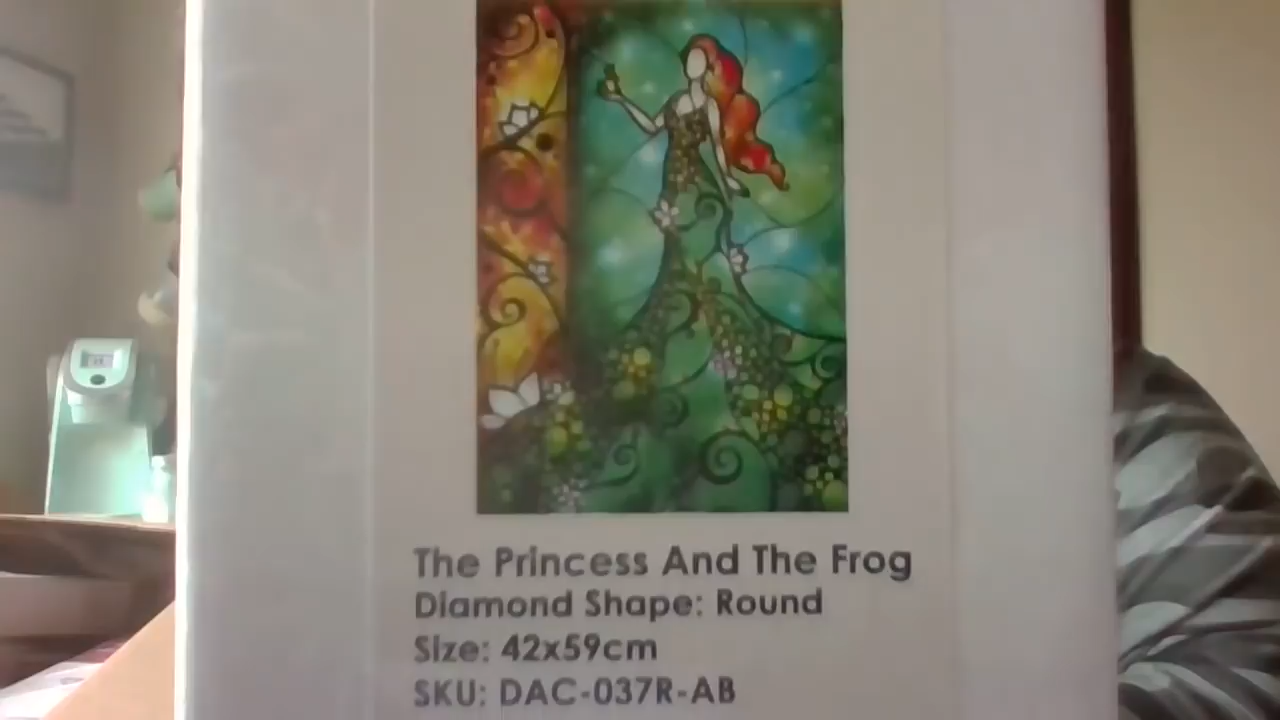 The Princess And The Frog
Diamond Shape: Round
Size: 42x59cm
SKU: DAC-037R-AB